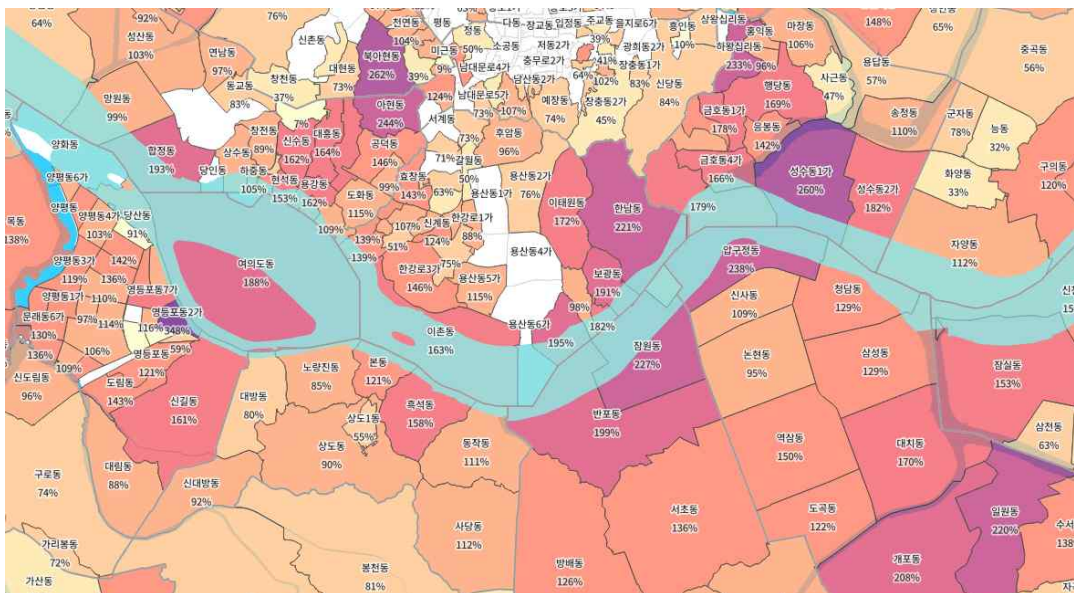 64%
92%
성산동
103%
연남동
97%
동교동
83%
망원동
99%
76%
신촌동
대현동
73%
창천동
37%
북아현동
262%
아현동
244%
천연동
104%
39%
미근동
9%
평동
정동
50%
소공동
다동
장교동
입정동
주교동
39%
을지로6가
저동2가
충무로2가
광희동2가
41%
장충동1가
83%
64%
102%
흥인동
10%
신당동
84%
상왕십리동
하왕십리동
233%
홍익동
96%
마장동
106%
행당동
169%
사근동
47%
148%
용답동
57%
65%
중곡동
56%
송정동
110%
군자동
78%
능동
32%
화양동
33%
구의동
120%
남대문로4가
124%
남대문로5가
73%
남산동2가
107%
예장동
74%
장충동2가
45%
서계동
73%
후암동
96%
71%
갈월동
50%
용산동1가
63%
용산동2가
76%
이태원동
172%
한남동
221%
금호동1가
178%
응봉동
142%
금호동4가
166%
179%
성수동1가
260%
성수동2가
182%
자양동
112%
양화동
양평동6가
양평동
양평동4가
103%
당산동
91%
목동
138%
양평동3가
119%
142%
136%
양평동1가
110%
영등포동7가
문래동6가
130%
97%
114%
116%
영등포동2가
348%
136%
109%
106%
영등포동
121%
59%
신도림동
96%
도림동
143%
합정동
193%
당인동
상수동
창전동
89%
7%
하중동
105%
신수동
162%
현석동
153%
대흥동
164%
용강동
162%
공덕동
146%
도화동
115%
99%
효창동
143%
109%
139%
139%
107%
51%
신계동
124%
한강로1가
88%
75%
한강로3가
146%
용산동5가
115%
용산동4가
용산동6가
98%
보광동
191%
182%
195%
여의도동
188%
이촌동
163%
압구정동
238%
잠원동
227%
신사동
109%
청담동
129%
논현동
95%
삼성동
129%
잠실동
153%
노량진동
85%
본동
121%
흑석동
158%
반포동
199%
신길동
161%
대방동
80%
상도1동
55%
상도동
90%
동작동
111%
역삼동
150%
대치동
170%
삼전동
63%
구로동
74%
대림동
88%
신대방동
92%
사당동
112%
서초동
136%
도곡동
122%
일원동
220%
가리봉동
72%
가산동
봉천동
81%
방배동
126%
개포동
208%